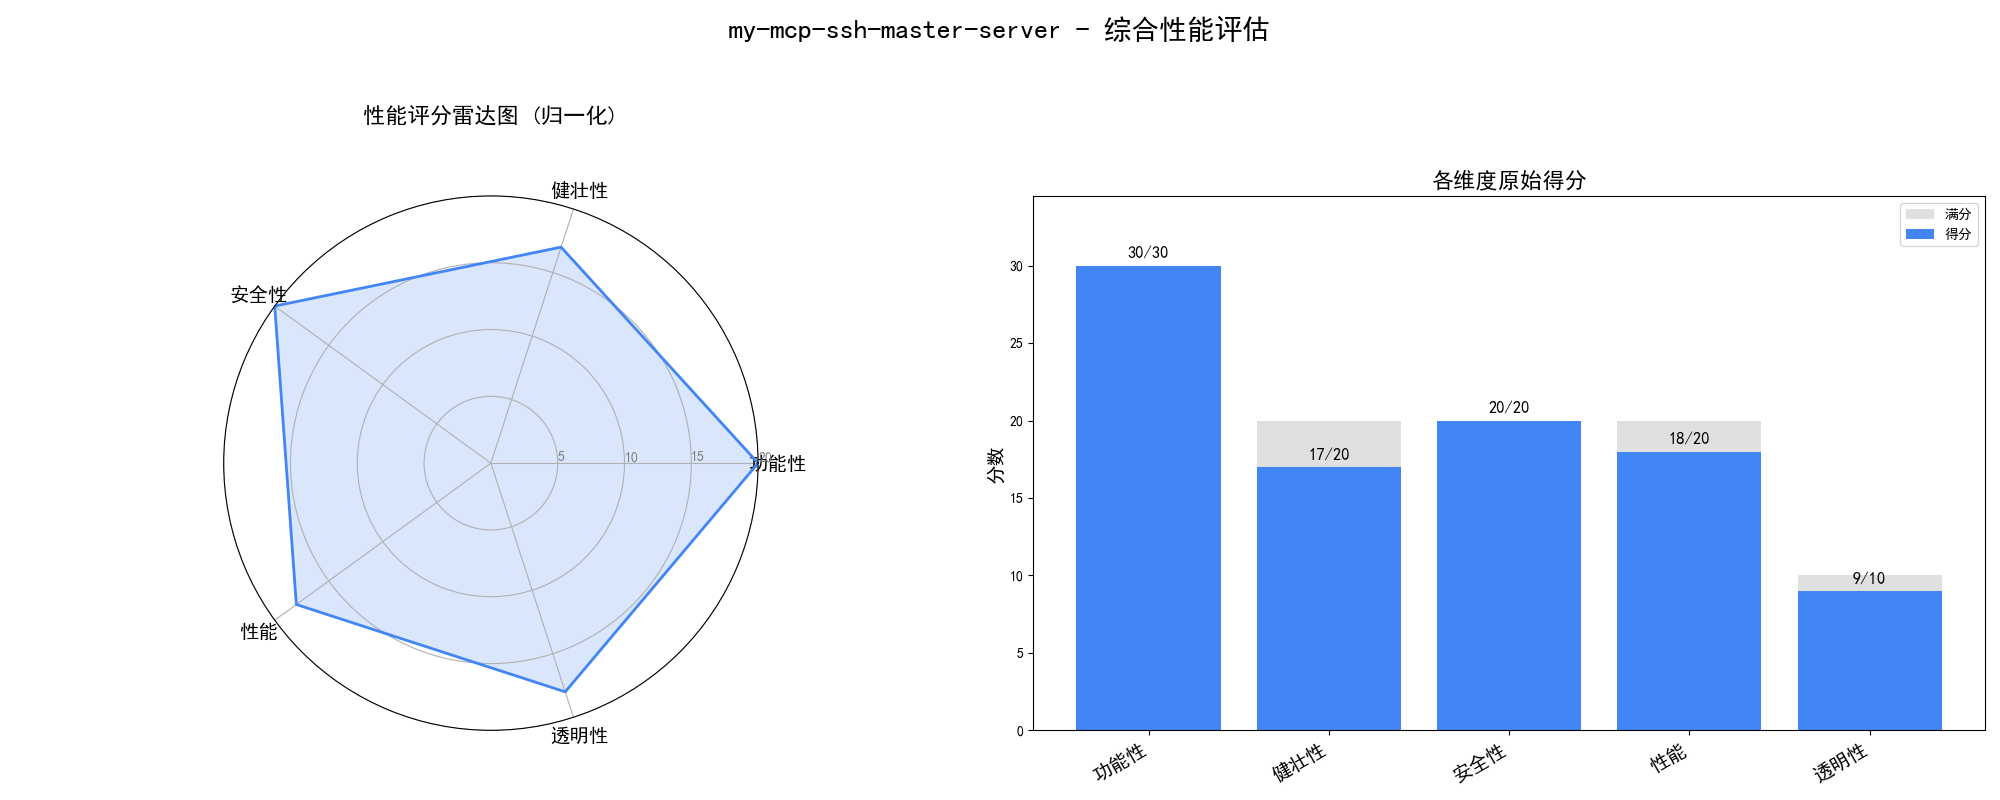 my-mcp-ssh-master-server - 综合性能评估
性能评分雷达图 (归一化)
健壮性
安全性
功能性
性能
透明性
5
10
15
20
各维度原始得分
满分
得分
分数
30
25
20
15
10
5
0
30/30
17/20
20/20
18/20
9/10
功能性
健壮性
安全性
性能
透明性